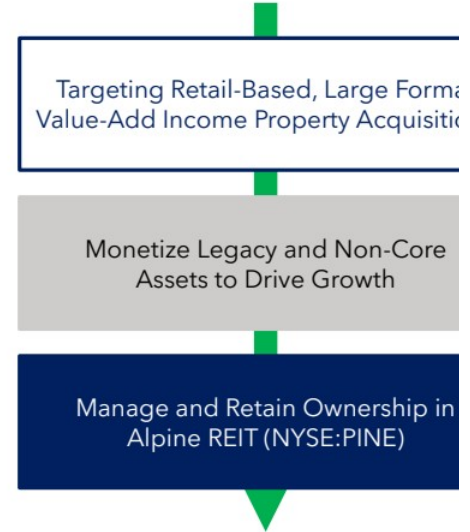 Targeting Retail-Based, Large Forma
Value-Add Income Property Acquisitio
Monetize Legacy and Non-Core
Assets to Drive Growth
Manage and Retain Ownership in
Alpine REIT (NYSE:PINE)